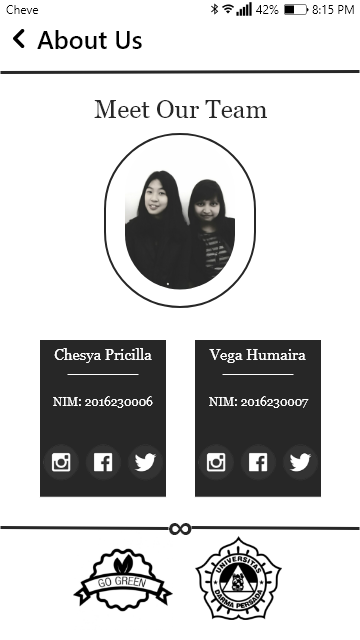 Cheve 42% 8:15 PM
About Us
Meet Our Team
Chesya Pricilla
NIM: 2016230006
Vega Humaira
NIM: 2016230007
GO GREEN
UNIVERSITAS
DARMA PERSADA